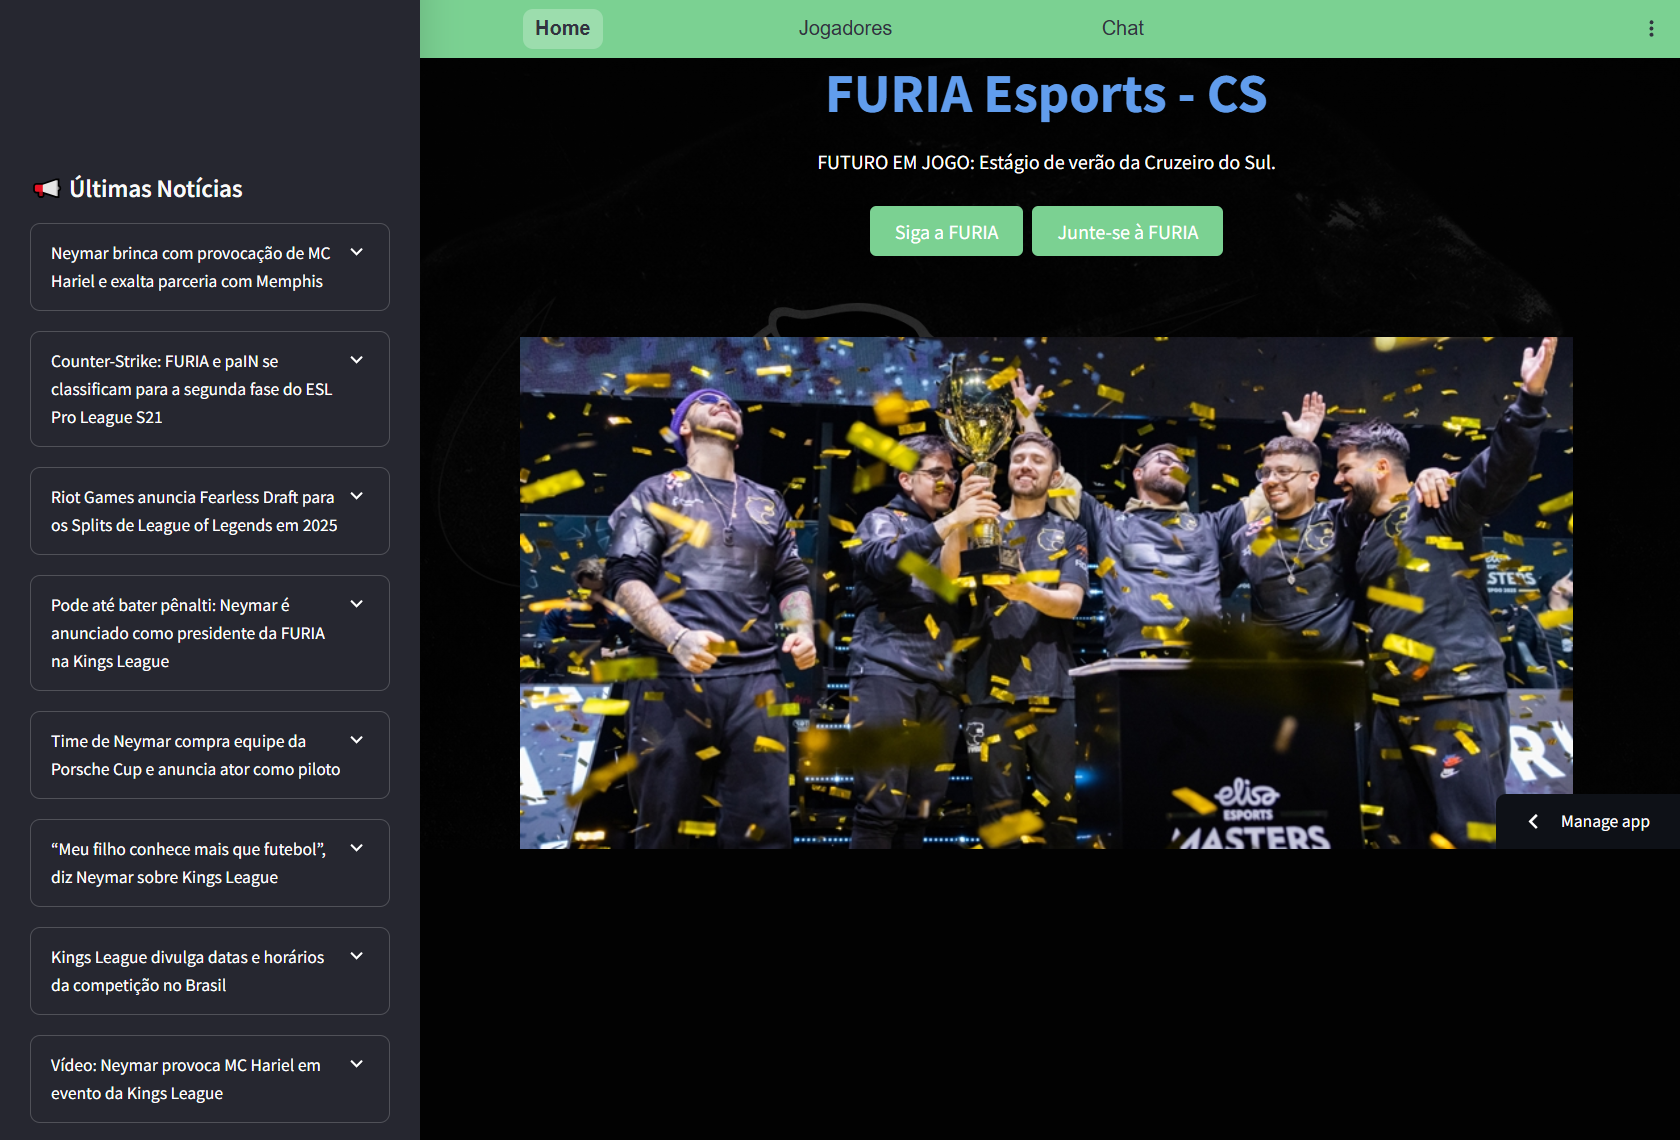 Home
Jogadores
Chat
FURIA Esports - CS
FUTURO EM JOGO: Estágio de verão da Cruzeiro do Sul.
Siga a FURIA
Junte-se à FURIA
Últimas Notícias
Neymar brinca com provocação de MC
Hariel e exalta parceria com Memphis
Counter-Strike: FURIA e paIN se
classificam para a segunda fase do ESL
Pro League S21
Riot Games anuncia Fearless Draft para
os Splits de League of Legends em 2025
Pode até bater pênalti: Neymar é
anunciado como presidente da FURIA
na Kings League
Time de Neymar compra equipe da
Porsche Cup e anuncia ator como piloto
“Meu filho conhece mais que futebol”,
diz Neymar sobre Kings League
Kings League divulga datas e horários
da competição no Brasil
Vídeo: Neymar provoca MC Hariel em
evento da Kings League
elisa
ESPORTS
MASTERS
Manage app